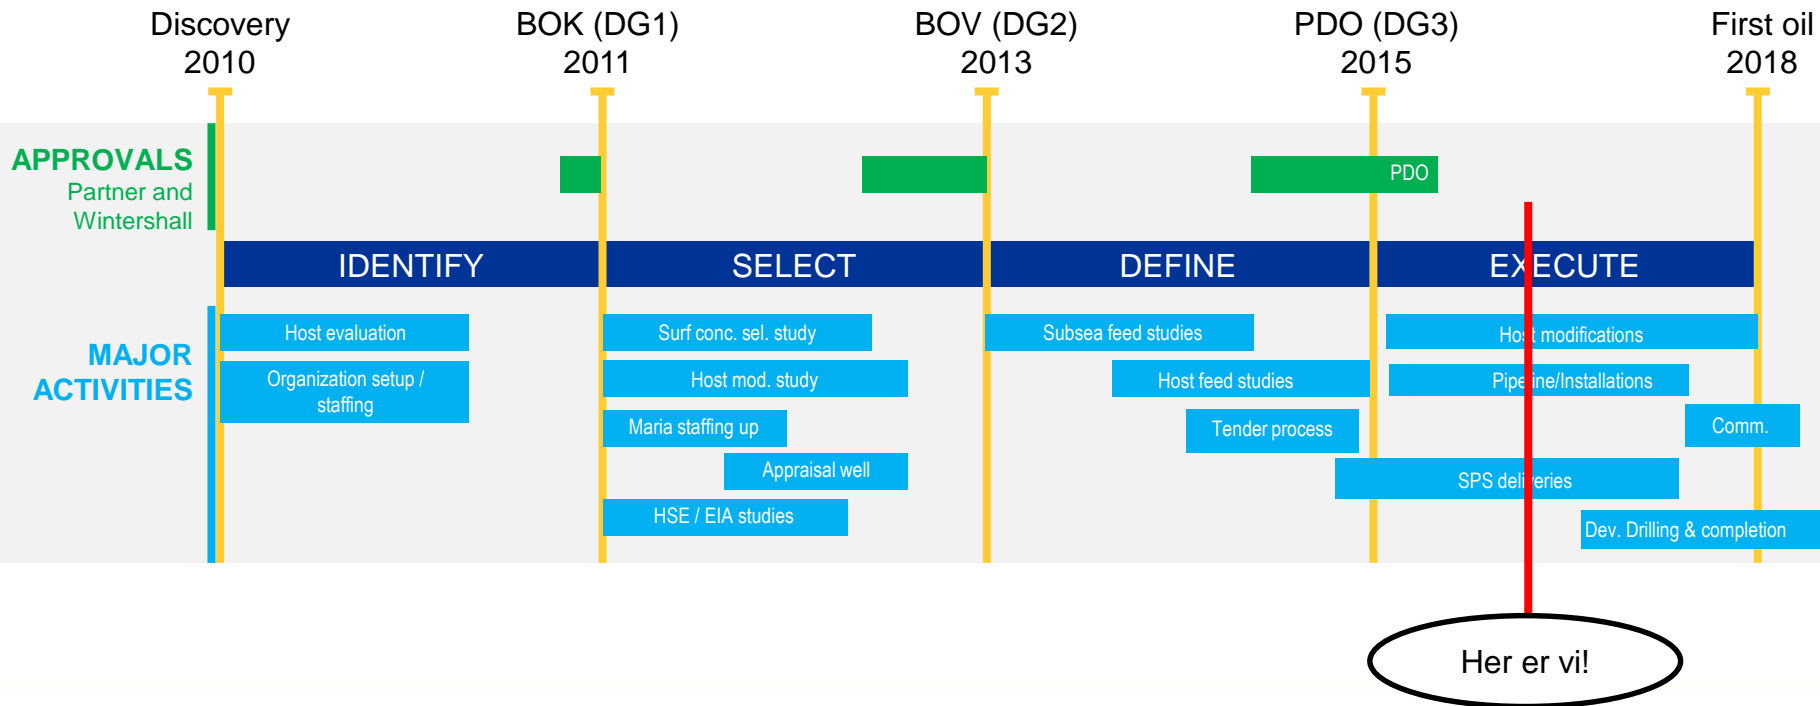 Discovery
2010
BOK (DG1)
2011
BOV (DG2)
2013
PDO (DG3)
2015
First oil
2018
APPROVALS
Partner and
Wintershall
PDO
IDENTIFY
SELECT
DEFINE
EXECUTE
MAJOR
ACTIVITIES
Host evaluation
Organization setup /
staffing
Surf conc. sel. study
Host mod. study
Maria staffing up
Appraisal well
HSE / EIA studies
Subsea feed studies
Host feed studies
Tender process
Host modifications
Pipeline/Installations
Comm.
SPS deliveries
Dev. Drilling & completion
Her er vi!